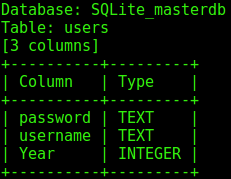 Database: SQLite_masterdb
Table: users
[3 columns]
+----------+---------+
| Column   | Type    |
+----------+---------+
| password | TEXT    |
| username | TEXT    |
| Year     | INTEGER |
+----------+---------+